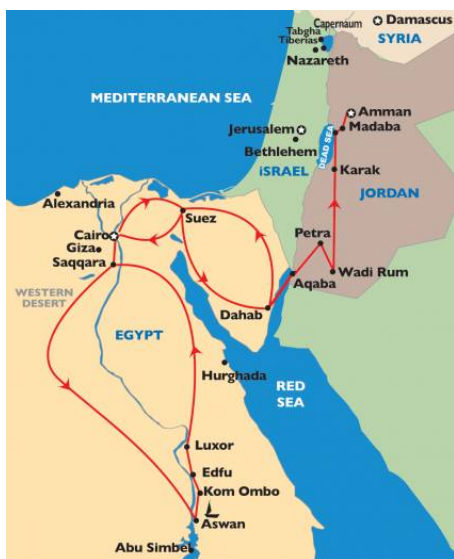 Capernaum
Tabgha
Tiberias
Nazareth
Damascus
SYRIA
MEDITERRANEAN SEA
Amman
Madaba
Jerusalem
Bethlehem
DEAD SEA
iSRAEL
Karak
JORDAN
Alexandria
Suez
Cairo
Giza
Saqqara
Petra
Wadi Rum
Aqaba
WESTERN
DESERT
Dahab
EGYPT
Hurghada
RED
SEA
Luxor
Edfu
Kom Ombo
Aswan
Abu Simbel